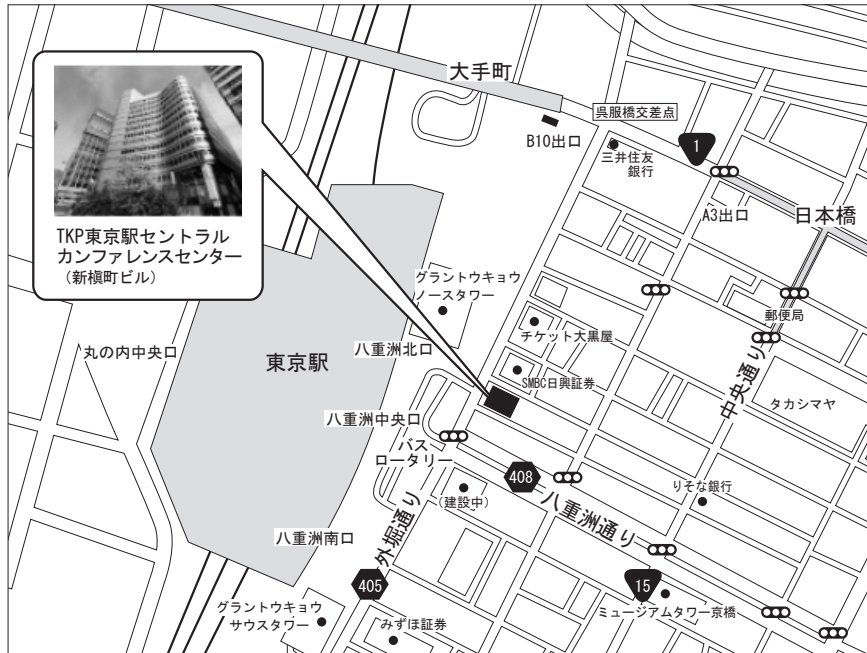 大手町
呉服橋交差点
B10出口
三井住友
銀行
1
A3出口
日本橋
TKP東京駅セントラル
カンファレンスセンター
（新槇町ビル）
グラントウキョウ
ノースタワー
郵便局
チケット大黒屋
丸の内中央口
東京駅
八重洲北口
SMBC日興証券
中央通り
タカシマヤ
八重洲中央口
バス
ロータリー
408
（建設中）
りそな銀行
八重洲通り
外堀通り
八重洲南口
405
15
グラントウキョウ
サウスタワー
ミュージアムタワー京橋
みずほ証券